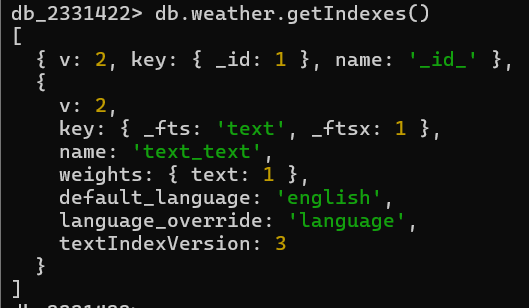 db_2331422> db.weather.getIndexes()
[
  { v: 2, key: { _id: 1 }, name: '_id_' },
  {
    v: 2,
    key: { _fts: 'text', _ftsx: 1 },
    name: 'text_text',
    weights: { text: 1 },
    default_language: 'english',
    language_override: 'language',
    textIndexVersion: 3
  }
]